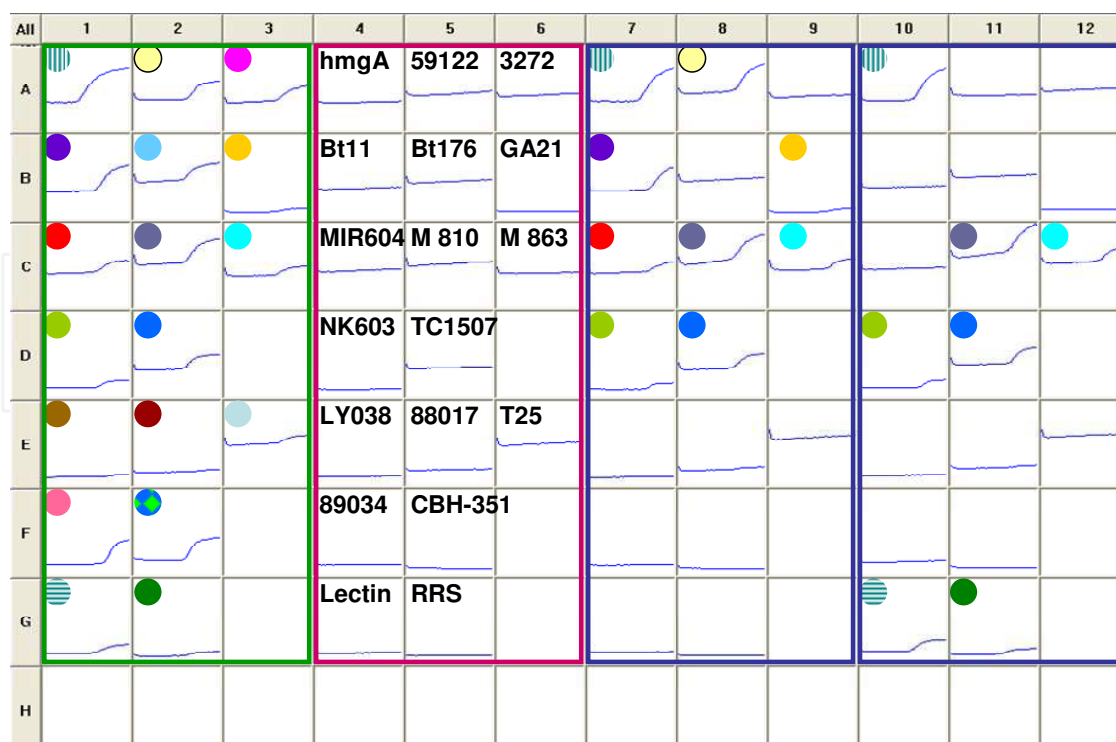 All 1 2 3 4 5 6 7 8 9 10 11 12
A hmgA 59122 3272
B Bt11 Bt176 GA21
C MIR604 M 810 M 863
D NK603 TC1507
E LY038 88017 T25
F 89034 CBH-351
G Lectin RRS
H